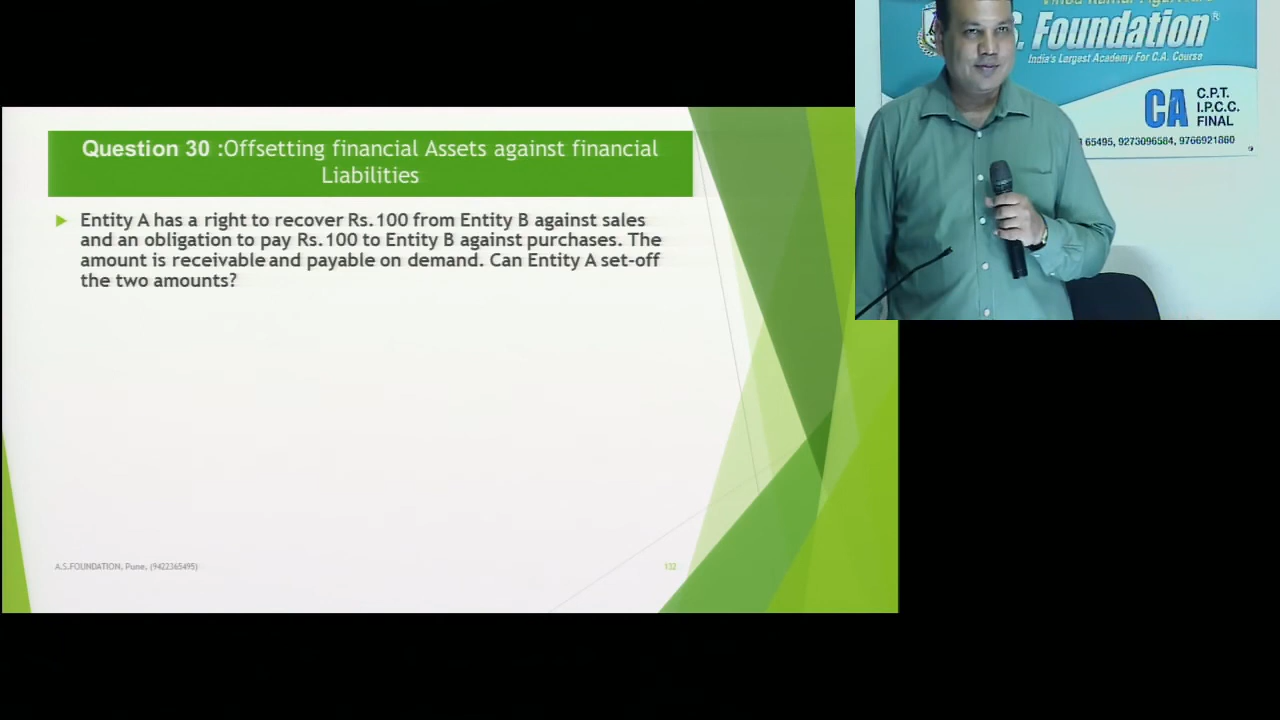 Question 30 :Offsetting financial Assets against financial
Liabilities
Entity A has a right to recover Rs.100 from Entity B against sales
and an obligation to pay Rs.100 to Entity B against purchases. The
amount is receivable and payable on demand. Can Entity A set-off
the two amounts?
A.S.FOUNDATION, Pune, (9422365495)
132
S. Foundation®
India's Largest Academy For C.A. Course
CA
C.P.T.
I.P.C.C.
FINAL
65495, 9273096584, 9766921860